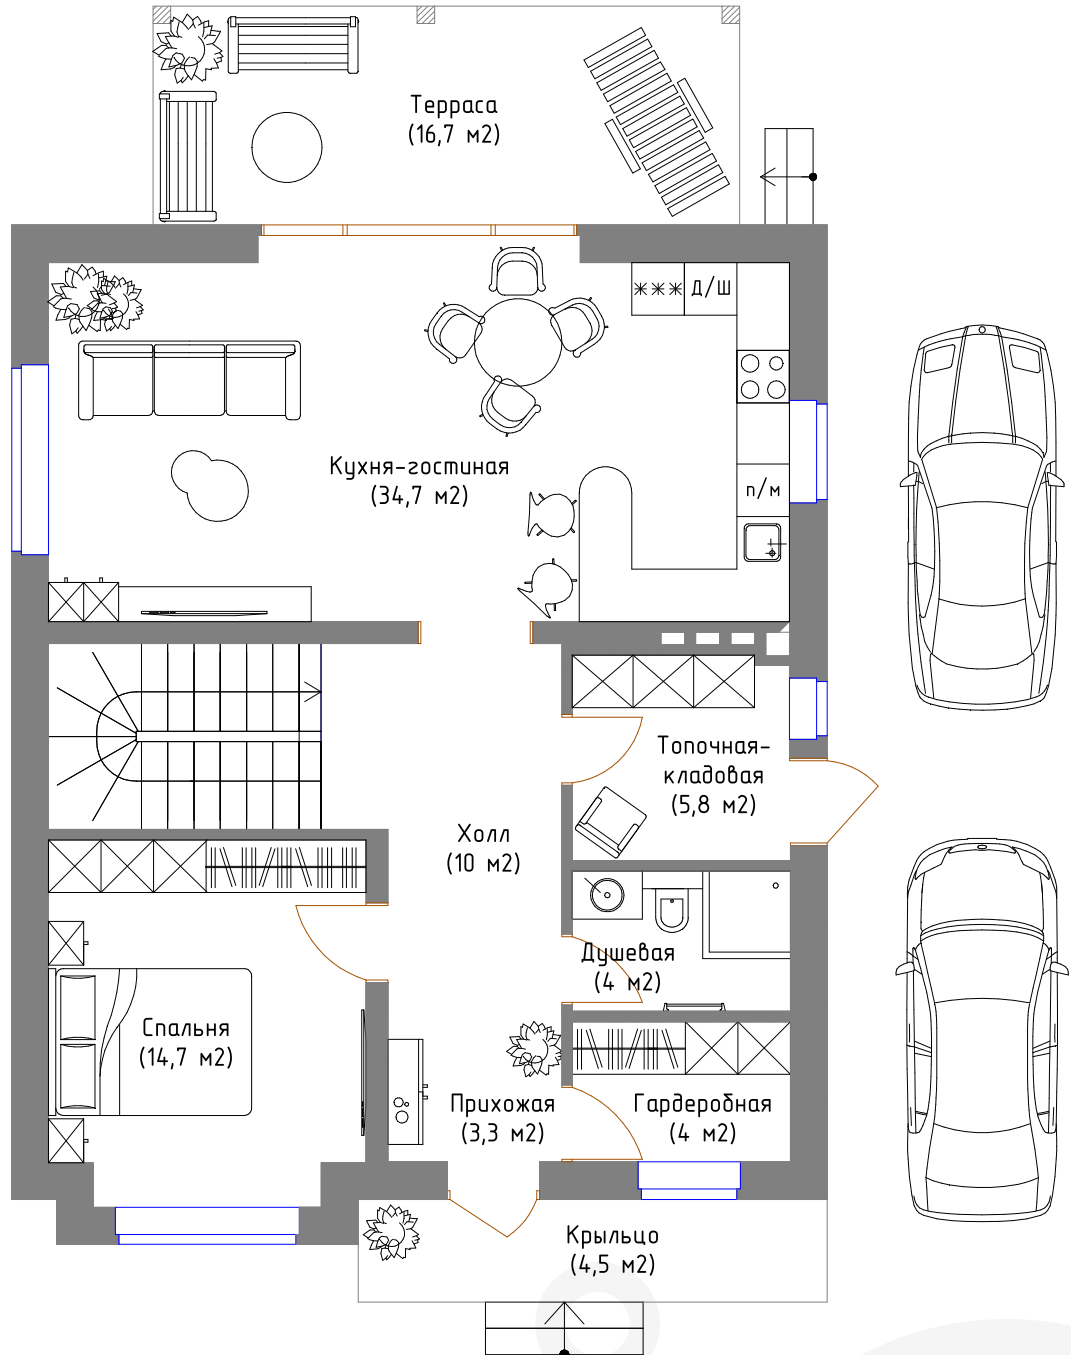 Терраса
(16,7 м2)
*** Д/Ш
Кухня-гостиная
(34,7 м2)
п/м
Топочная-
кладовая
(5,8 м2)
Холл
(10 м2)
Душевая
(4 м2)
Спальня
(14,7 м2)
Прихожая
(3,3 м2)
Гардеробная
(4 м2)
Крыльцо
(4,5 м2)